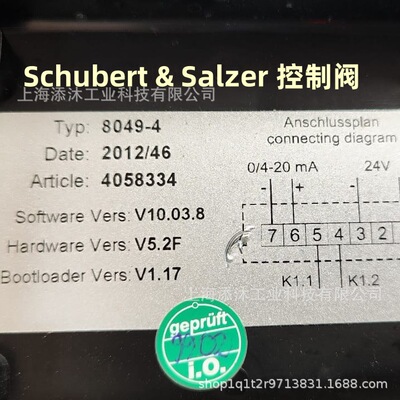 Schubert & Salzer 控制阀
上海添沐工业科技有限公司
Typ: 8049-4
Date: 2012/46
Article: 4058334
Software Vers: V10.03.8
Hardware Vers: V5.2F
Bootloader Vers: V1.17
Anschlussplan
connecting diagram
0/4-20 mA 24V
- + -
7 6 5 4 3 2
K1.1 K1.2
上海添沐工业科技有限公司
geprüft
i.O.
shop1q1t2r9713831.1688.com